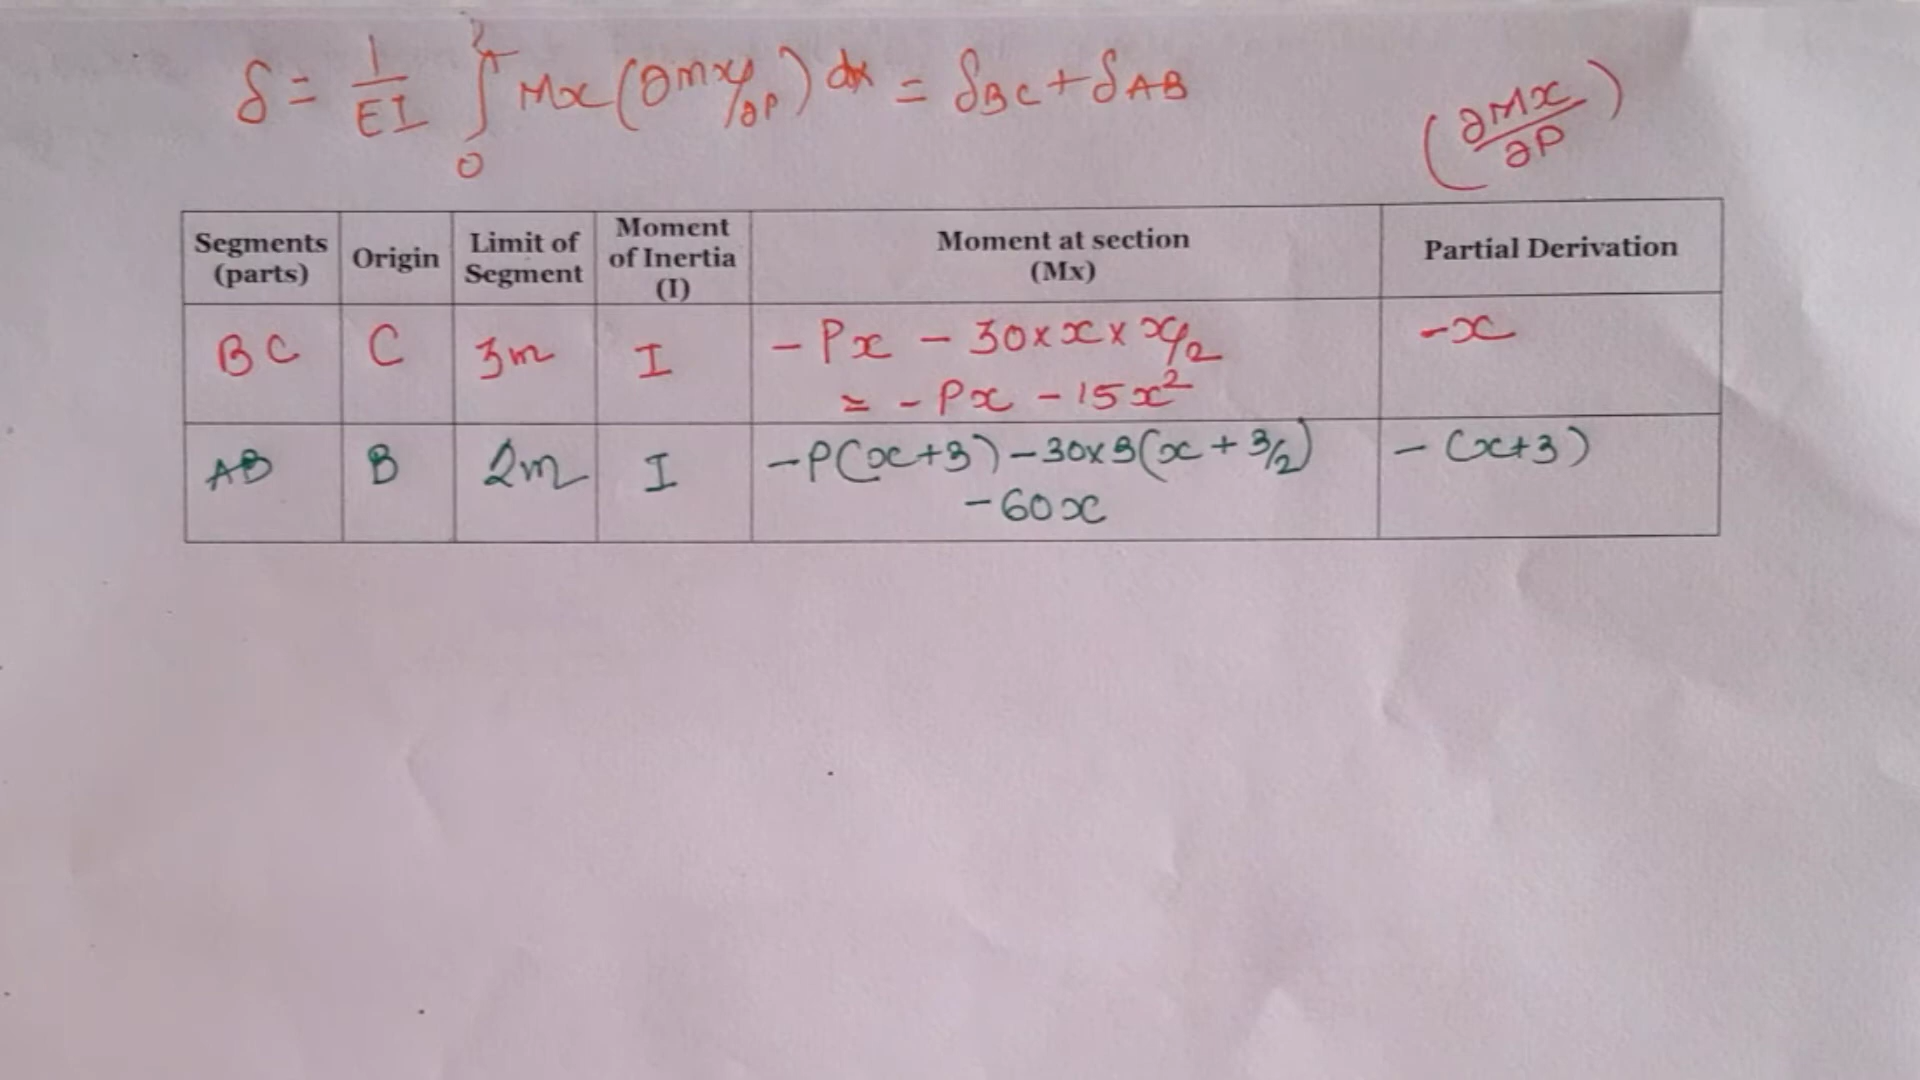 δ = 1/EI ∫₀ᴸ Mx (∂Mx/∂P) dx = δBC + δAB
(∂Mx/∂P)
Segments (parts) Origin Limit of Segment Moment of Inertia (I) Moment at section (Mx) Partial Derivation
BC C 3m I - Px - 30 × x × x/2 -x
= - Px - 15x²
AB B 2m I -P(x+3) - 30×3(x + 3/2) - (x+3)
- 60x